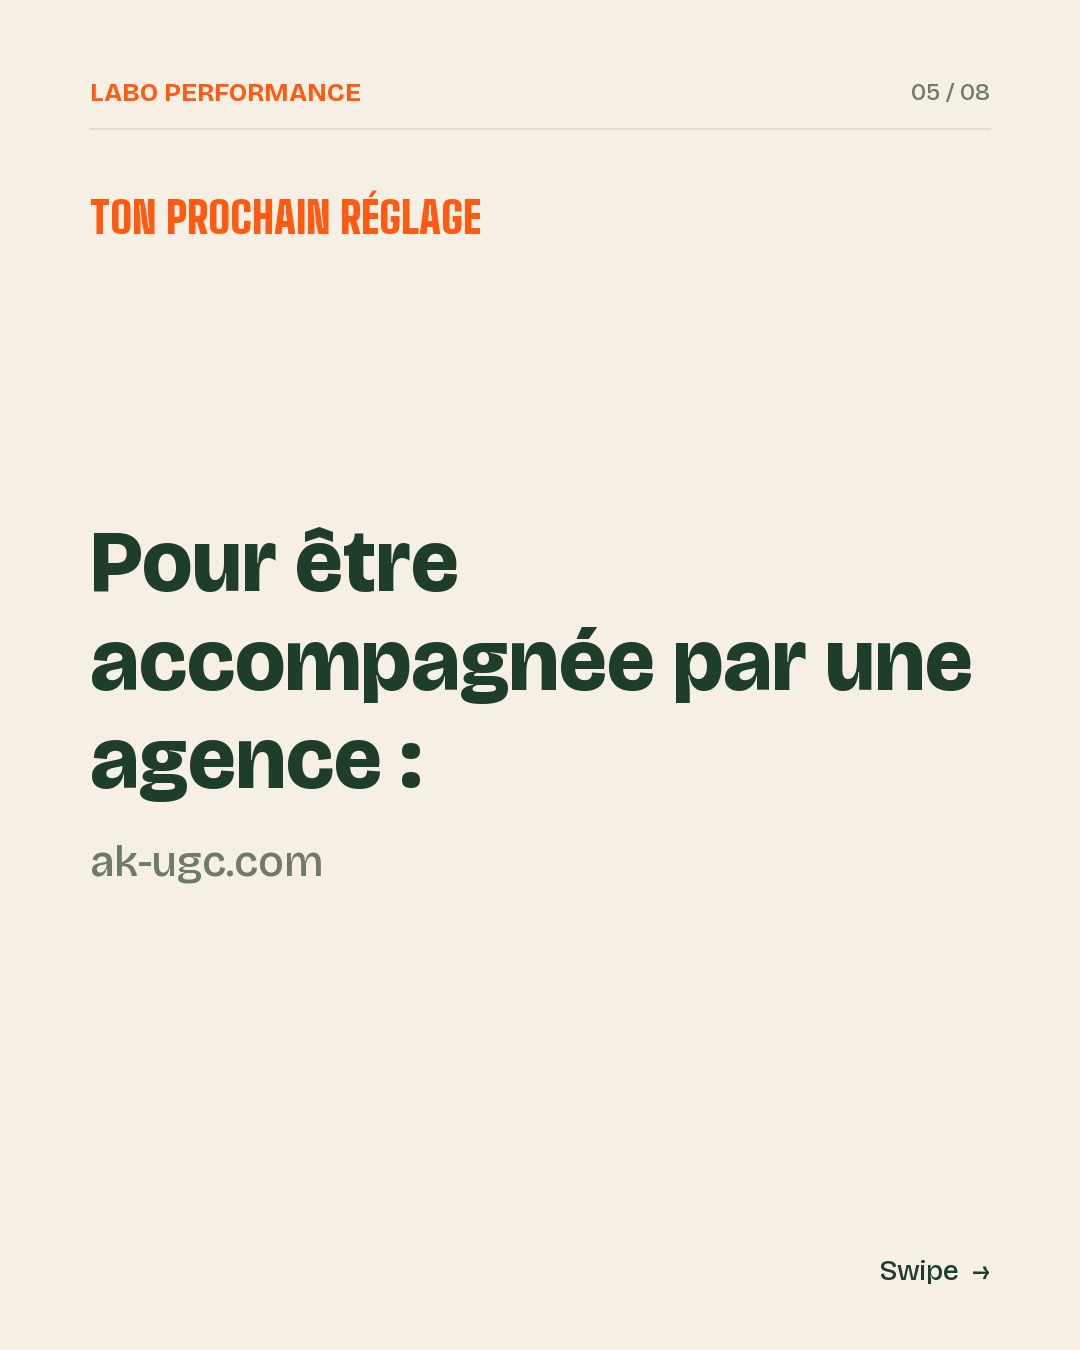 LABO PERFORMANCE
05 / 08
TON PROCHAIN RÉGLAGE
Pour être
accompagnée par une
agence :
ak-ugc.com
Swipe →